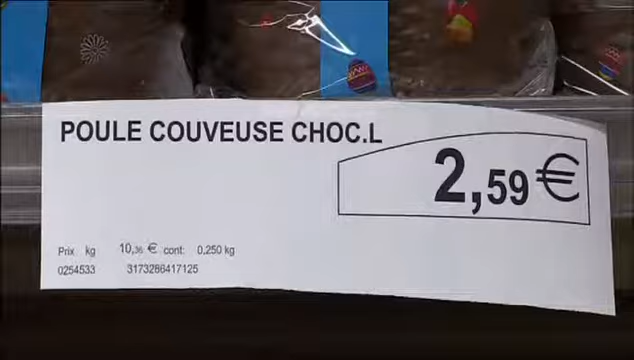 POULE COUVEUSE CHOC.L
2,59€
Prix kg 10,36 € cont: 0,250 kg
0254533 3173286417125